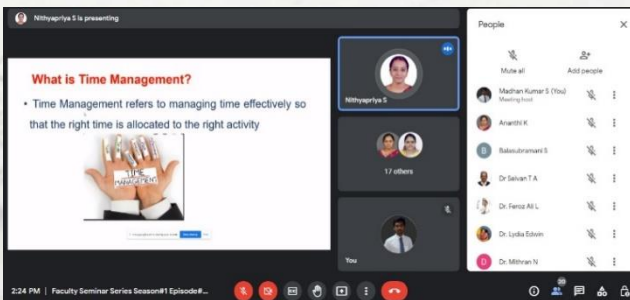 Nithyapriya S is presenting
What is Time Management?
• Time Management refers to managing time effectively so
that the right time is allocated to the right activity
TIME
MANAGEMENT
Nithyapriya S
17 others
You
People
Mute all
Add people
Madhan Kumar S (You)
Meeting host
Ananthi K
B
Balasubramani S
Dr Selvan T A
Dr. Feroz Ali L
Dr. Lydia Edwin
D
Dr. Mithran N
2:24 PM | Faculty Seminar Series Season#1 Episode#...
20